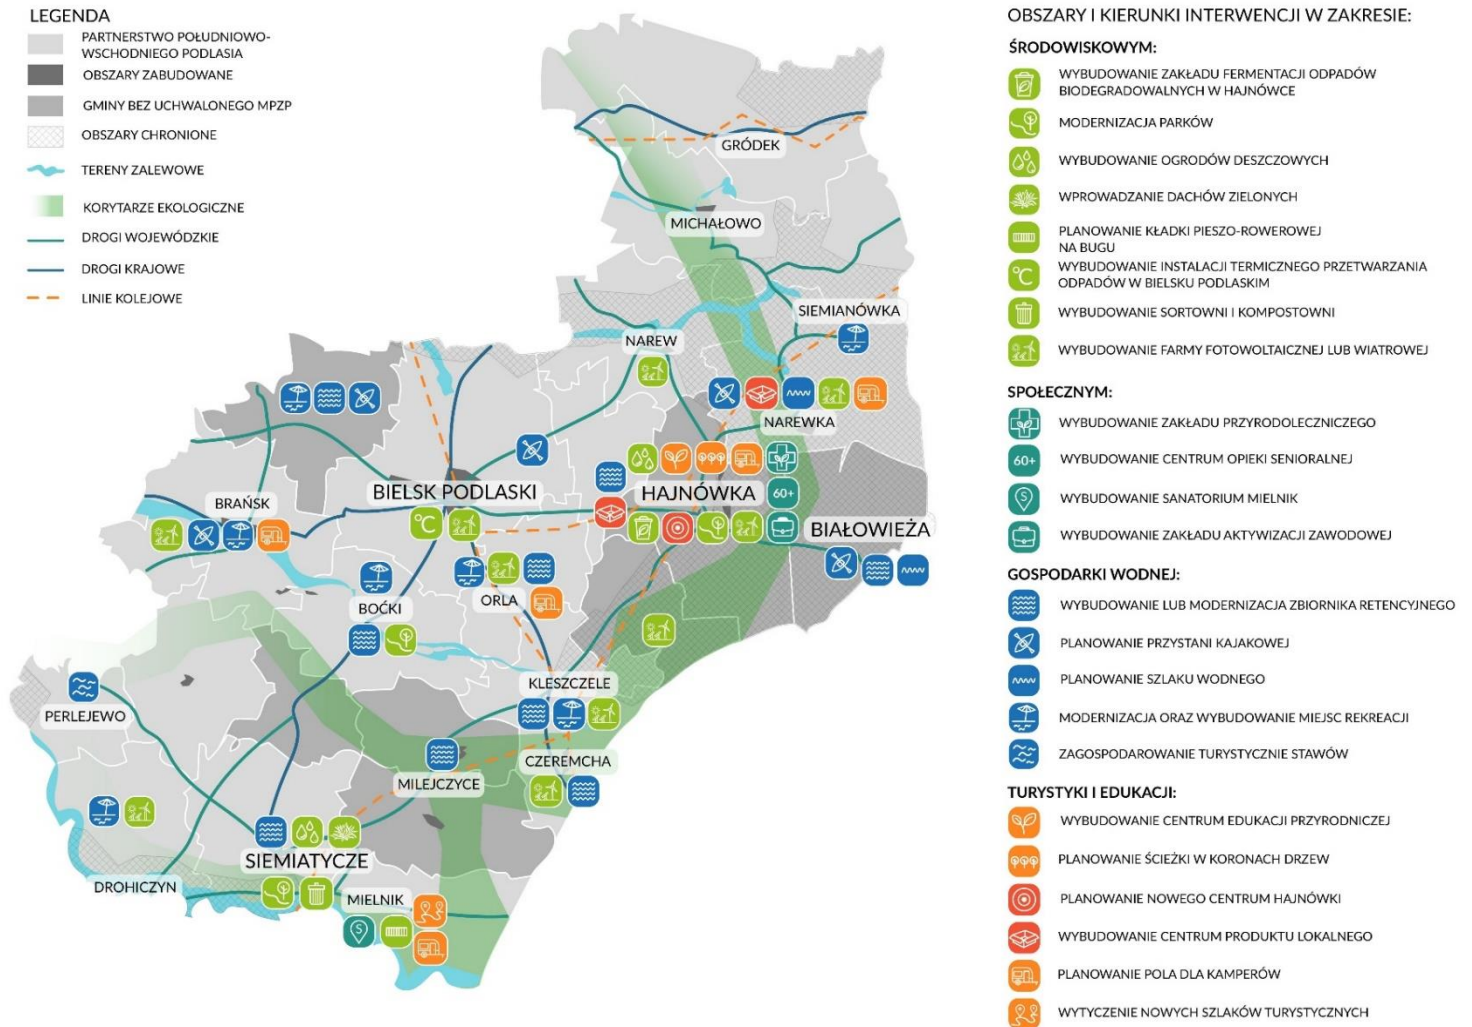 LEGENDA
PARTNERSTWO POŁUDNIOWO-
WSCHODNIEGO PODLASIA
OBSZARY ZABUDOWANE
GMINY BEZ UCHWALONEGO MPZP
OBSZARY CHRONIONE
TERENY ZALEWOWE
KORYTARZE EKOLOGICZNE
DROGI WOJEWÓDZKIE
DROGI KRAJOWE
LINIE KOLEJOWE
GRÓDEK
MICHAŁOWO
SIEMIANÓWKA
NAREW
NAREWKA
BRAŃSK
BIELSK PODLASKI
HAJNÓWKA
60+
°C
BIAŁOWIEŻA
BOĆKI
ORLA
KLESZCZELE
PERLEJEWO
MILEJCZYCE
CZEREMCHA
SIEMIATYCZE
DROHICZYN
MIELNIK
S
OBSZARY I KIERUNKI INTERWENCJI W ZAKRESIE:
ŚRODOWISKOWYM:
WYBUDOWANIE ZAKŁADU FERMENTACJI ODPADÓW
BIODEGRADOWALNYCH W HAJNÓWCE
MODERNIZACJA PARKÓW
WYBUDOWANIE OGRODÓW DESZCZOWYCH
WPROWADZANIE DACHÓW ZIELONYCH
PLANOWANIE KŁADKI PIESZO-ROWEROWEJ
NA BUGU
°C
WYBUDOWANIE INSTALACJI TERMICZNEGO PRZETWARZANIA
ODPADÓW W BIELSKU PODLASKIM
WYBUDOWANIE SORTOWNI I KOMPOSTOWNI
WYBUDOWANIE FARMY FOTOWOLTAICZNEJ LUB WIATROWEJ
SPOŁECZNYM:
WYBUDOWANIE ZAKŁADU PRZYRODOLECZNICZEGO
60+ WYBUDOWANIE CENTRUM OPIEKI SENIORALNEJ
S WYBUDOWANIE SANATORIUM MIELNIK
WYBUDOWANIE ZAKŁADU AKTYWIZACJI ZAWODOWEJ
GOSPODARKI WODNEJ:
WYBUDOWANIE LUB MODERNIZACJA ZBIORNIKA RETENCYJNEGO
PLANOWANIE PRZYSTANI KAJAKOWEJ
PLANOWANIE SZLAKU WODNEGO
MODERNIZACJA ORAZ WYBUDOWANIE MIEJSC REKREACJI
ZAGOSPODAROWANIE TURYSTYCZNIE STAWÓW
TURYSTYKI I EDUKACJI:
WYBUDOWANIE CENTRUM EDUKACJI PRZYRODNICZEJ
PLANOWANIE ŚCIEŻKI W KORONACH DRZEW
PLANOWANIE NOWEGO CENTRUM HAJNÓWKI
WYBUDOWANIE CENTRUM PRODUKTU LOKALNEGO
PLANOWANIE POLA DLA KAMPERÓW
WYTYCZENIE NOWYCH SZLAKÓW TURYSTYCZNYCH